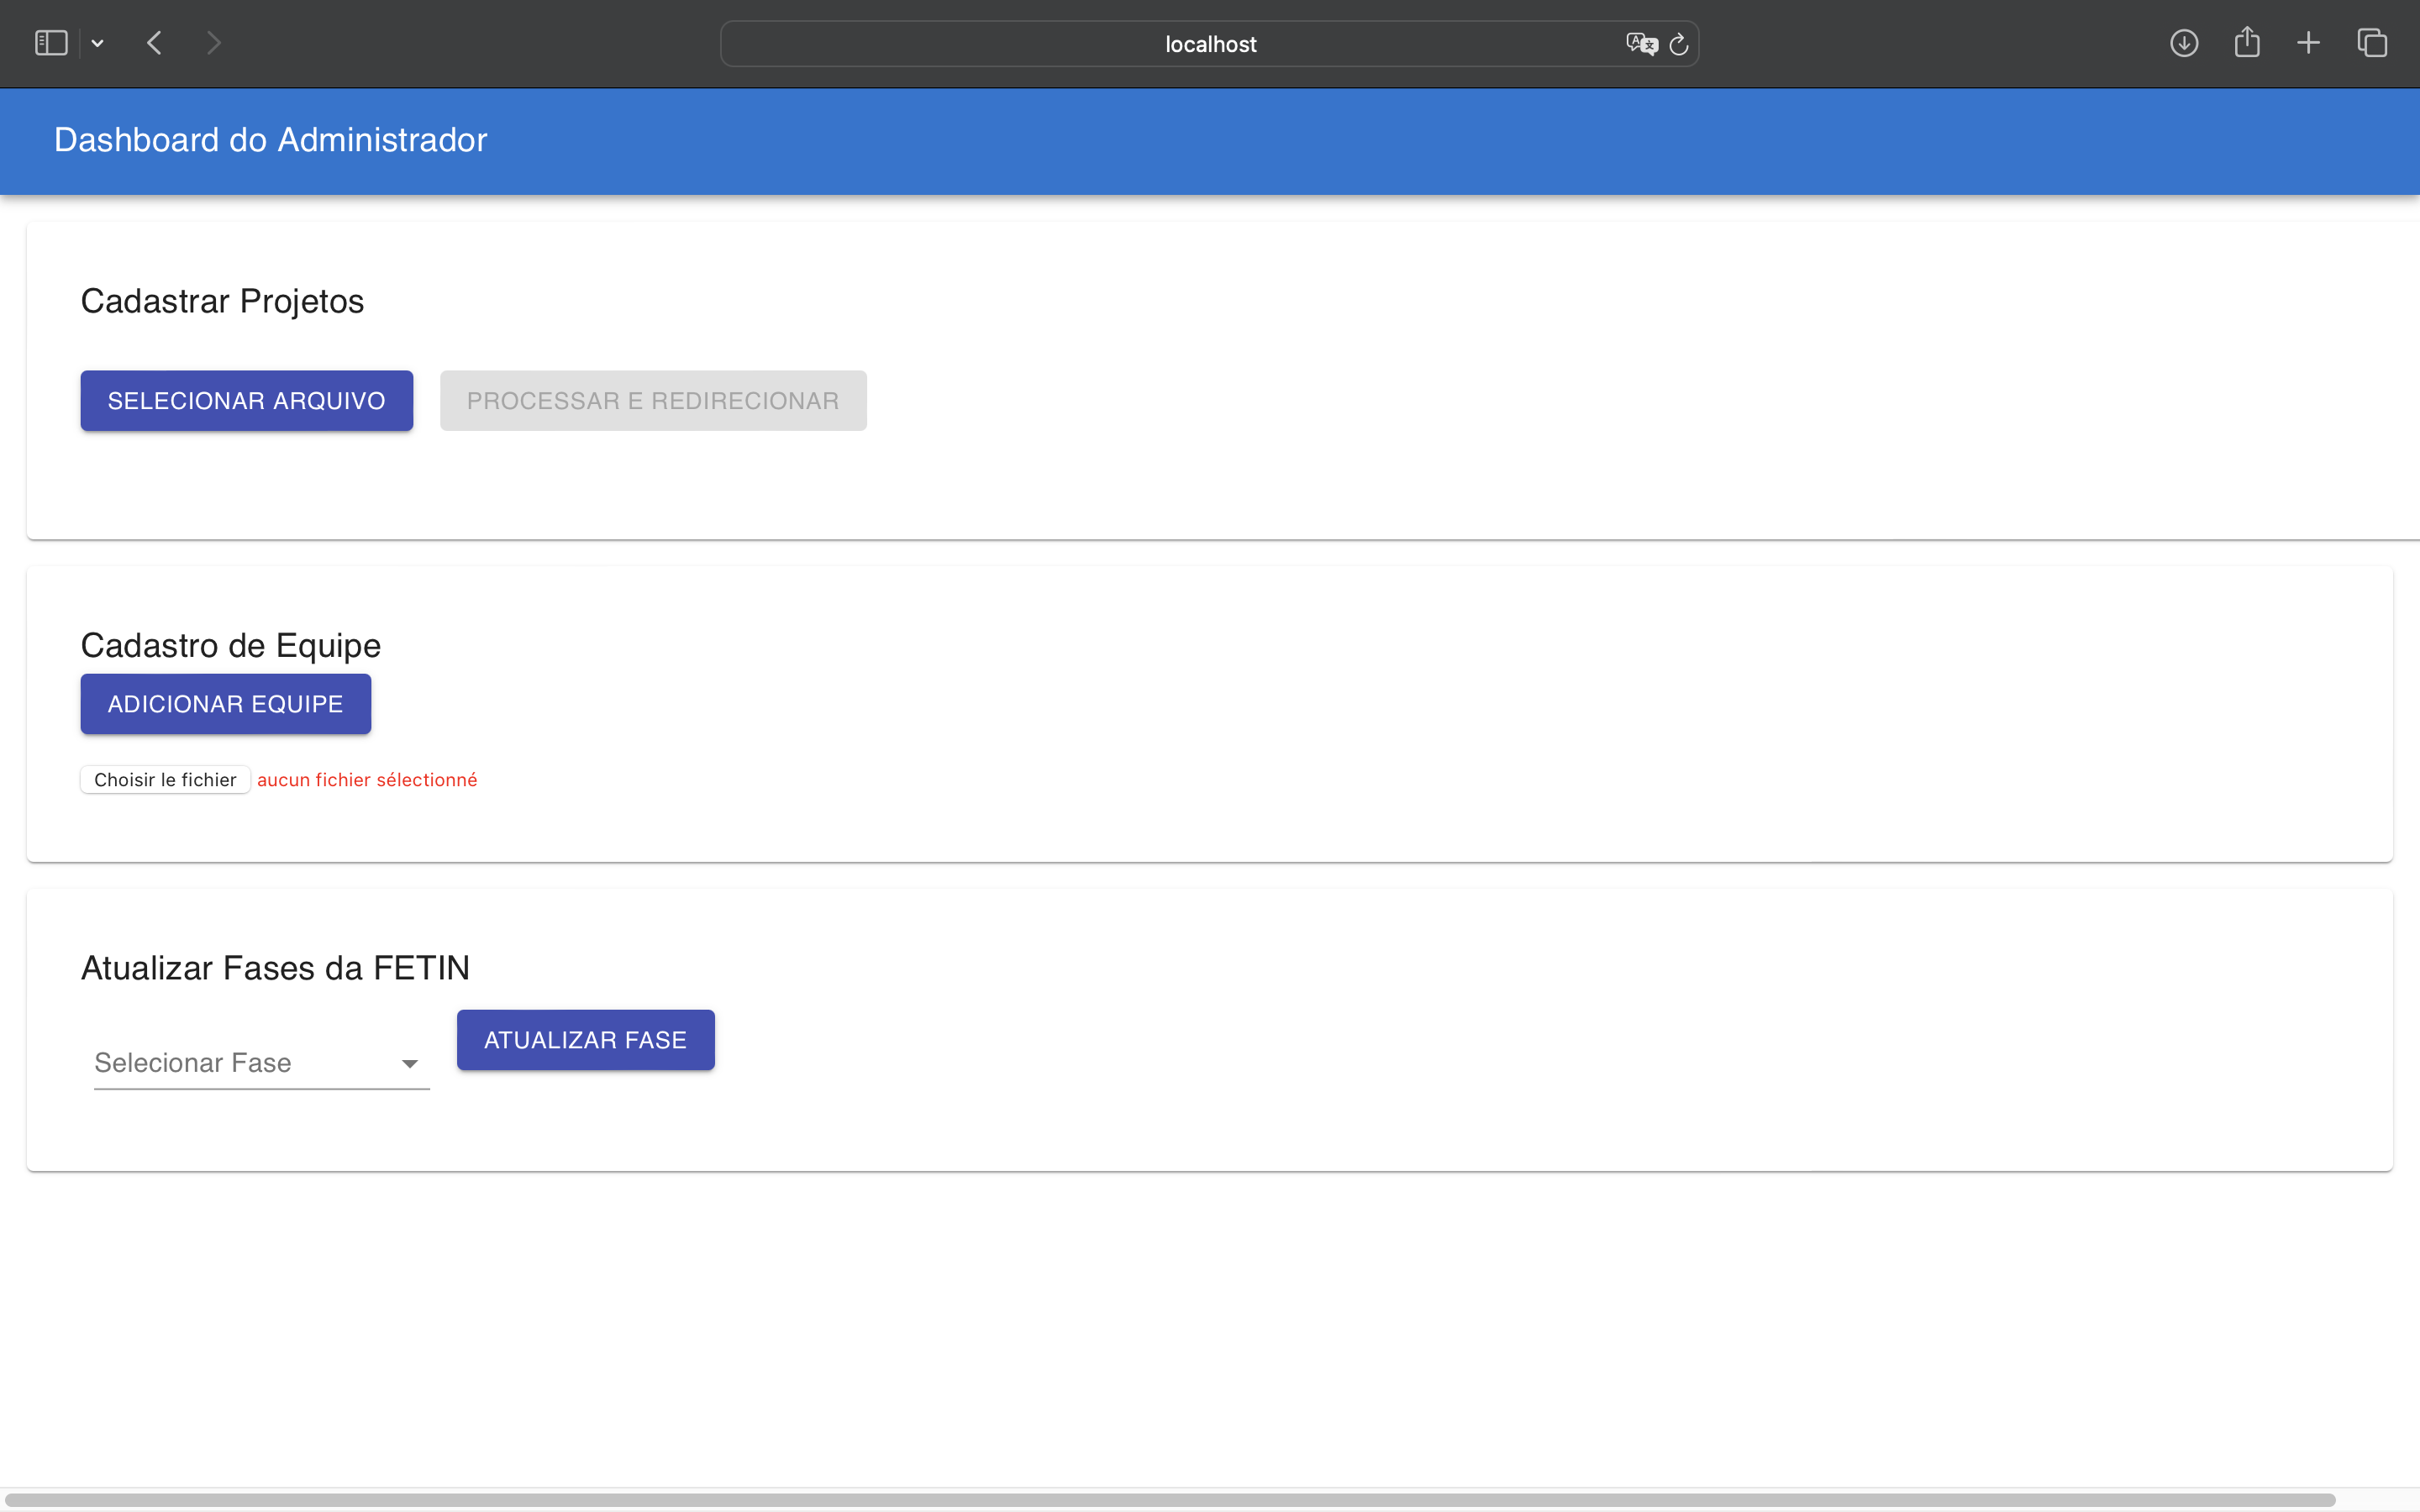 localhost
Dashboard do Administrador
Cadastrar Projetos
SELECIONAR ARQUIVO
PROCESSAR E REDIRECIONAR
Cadastro de Equipe
ADICIONAR EQUIPE
Choisir le fichier aucun fichier sélectionné
Atualizar Fases da FETIN
ATUALIZAR FASE
Selecionar Fase